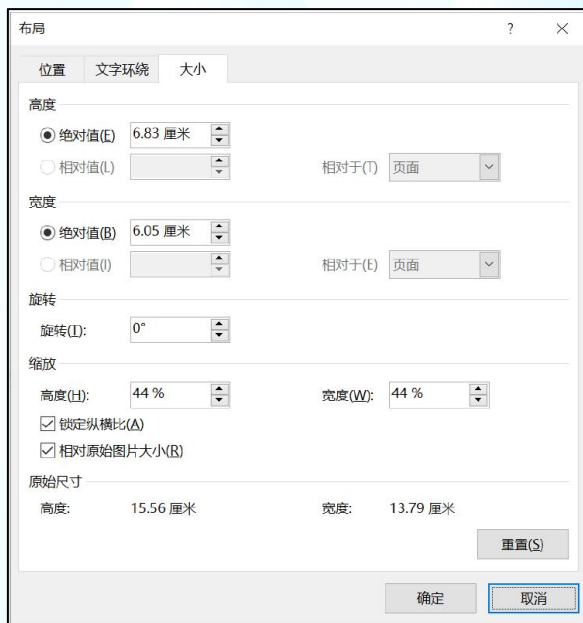 布局 ? ×
位置 文字环绕 大小
高度
绝对值(E) 6.83 厘米
相对值(L) 相对于(T) 页面
宽度
绝对值(B) 6.05 厘米
相对值(I) 相对于(E) 页面
旋转
旋转(T): 0°
缩放
高度(H): 44 % 宽度(W): 44 %
锁定纵横比(A)
相对原始图片大小(R)
原始尺寸
高度: 15.56 厘米 宽度: 13.79 厘米
重置(S)
确定 取消